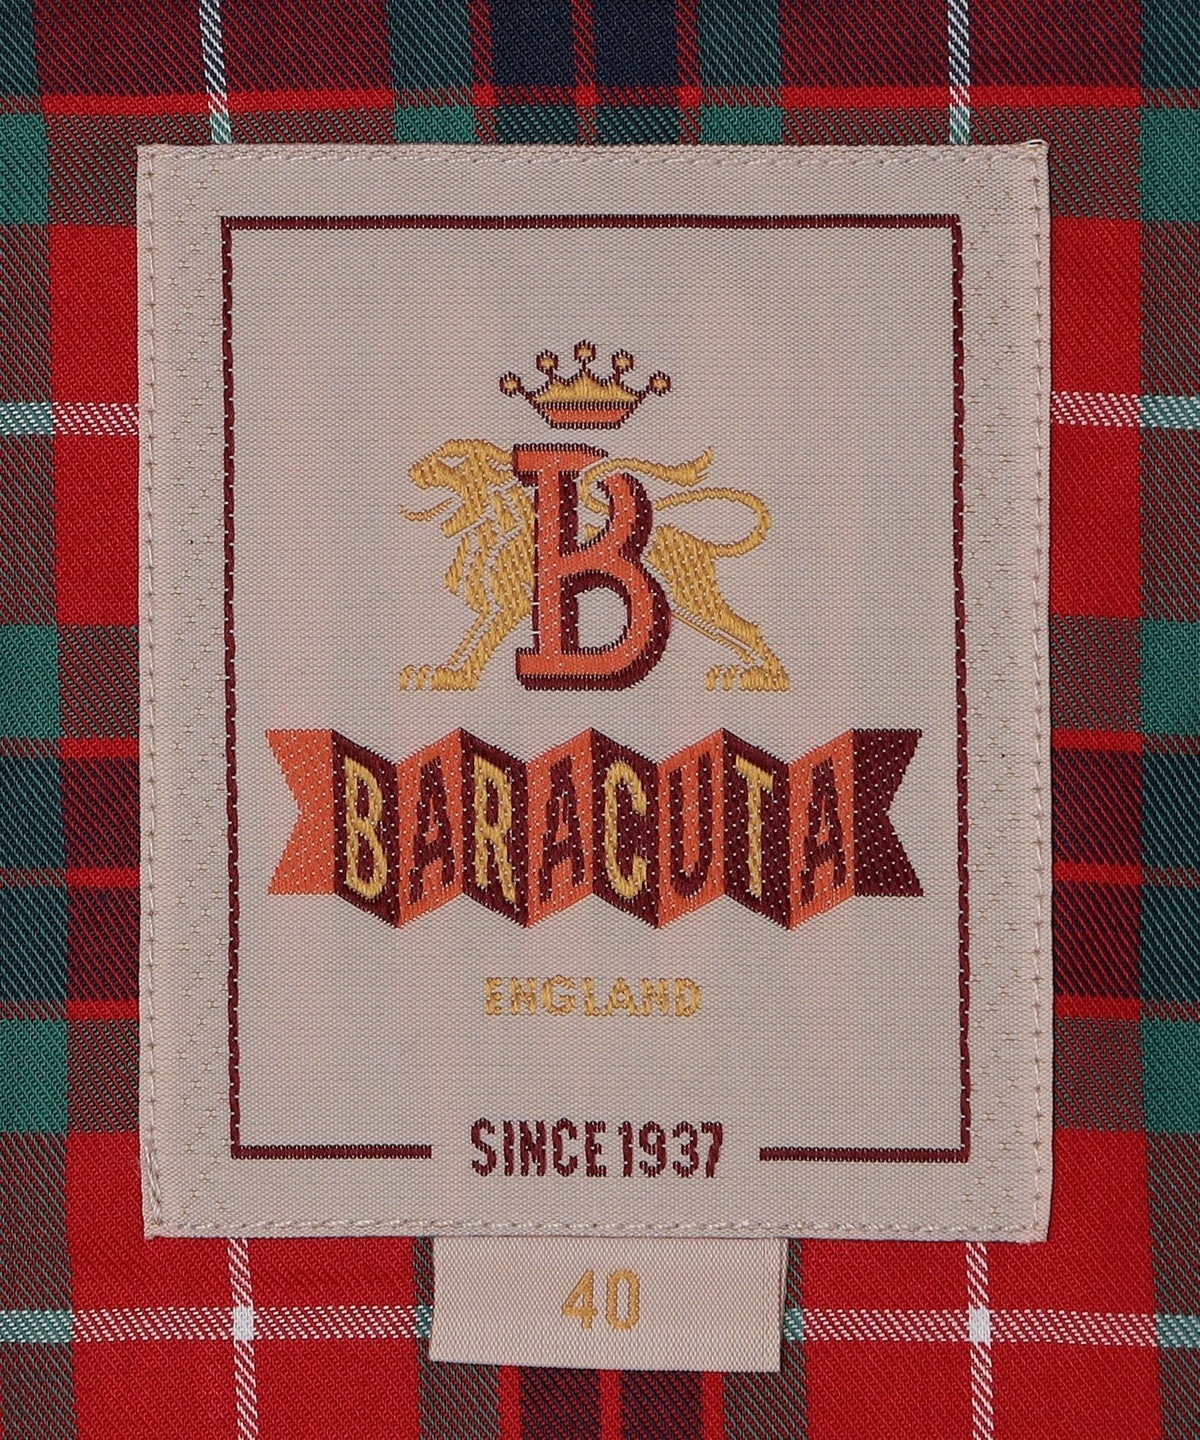 B
BARACUTA
ENGLAND
SINCE 1937
40